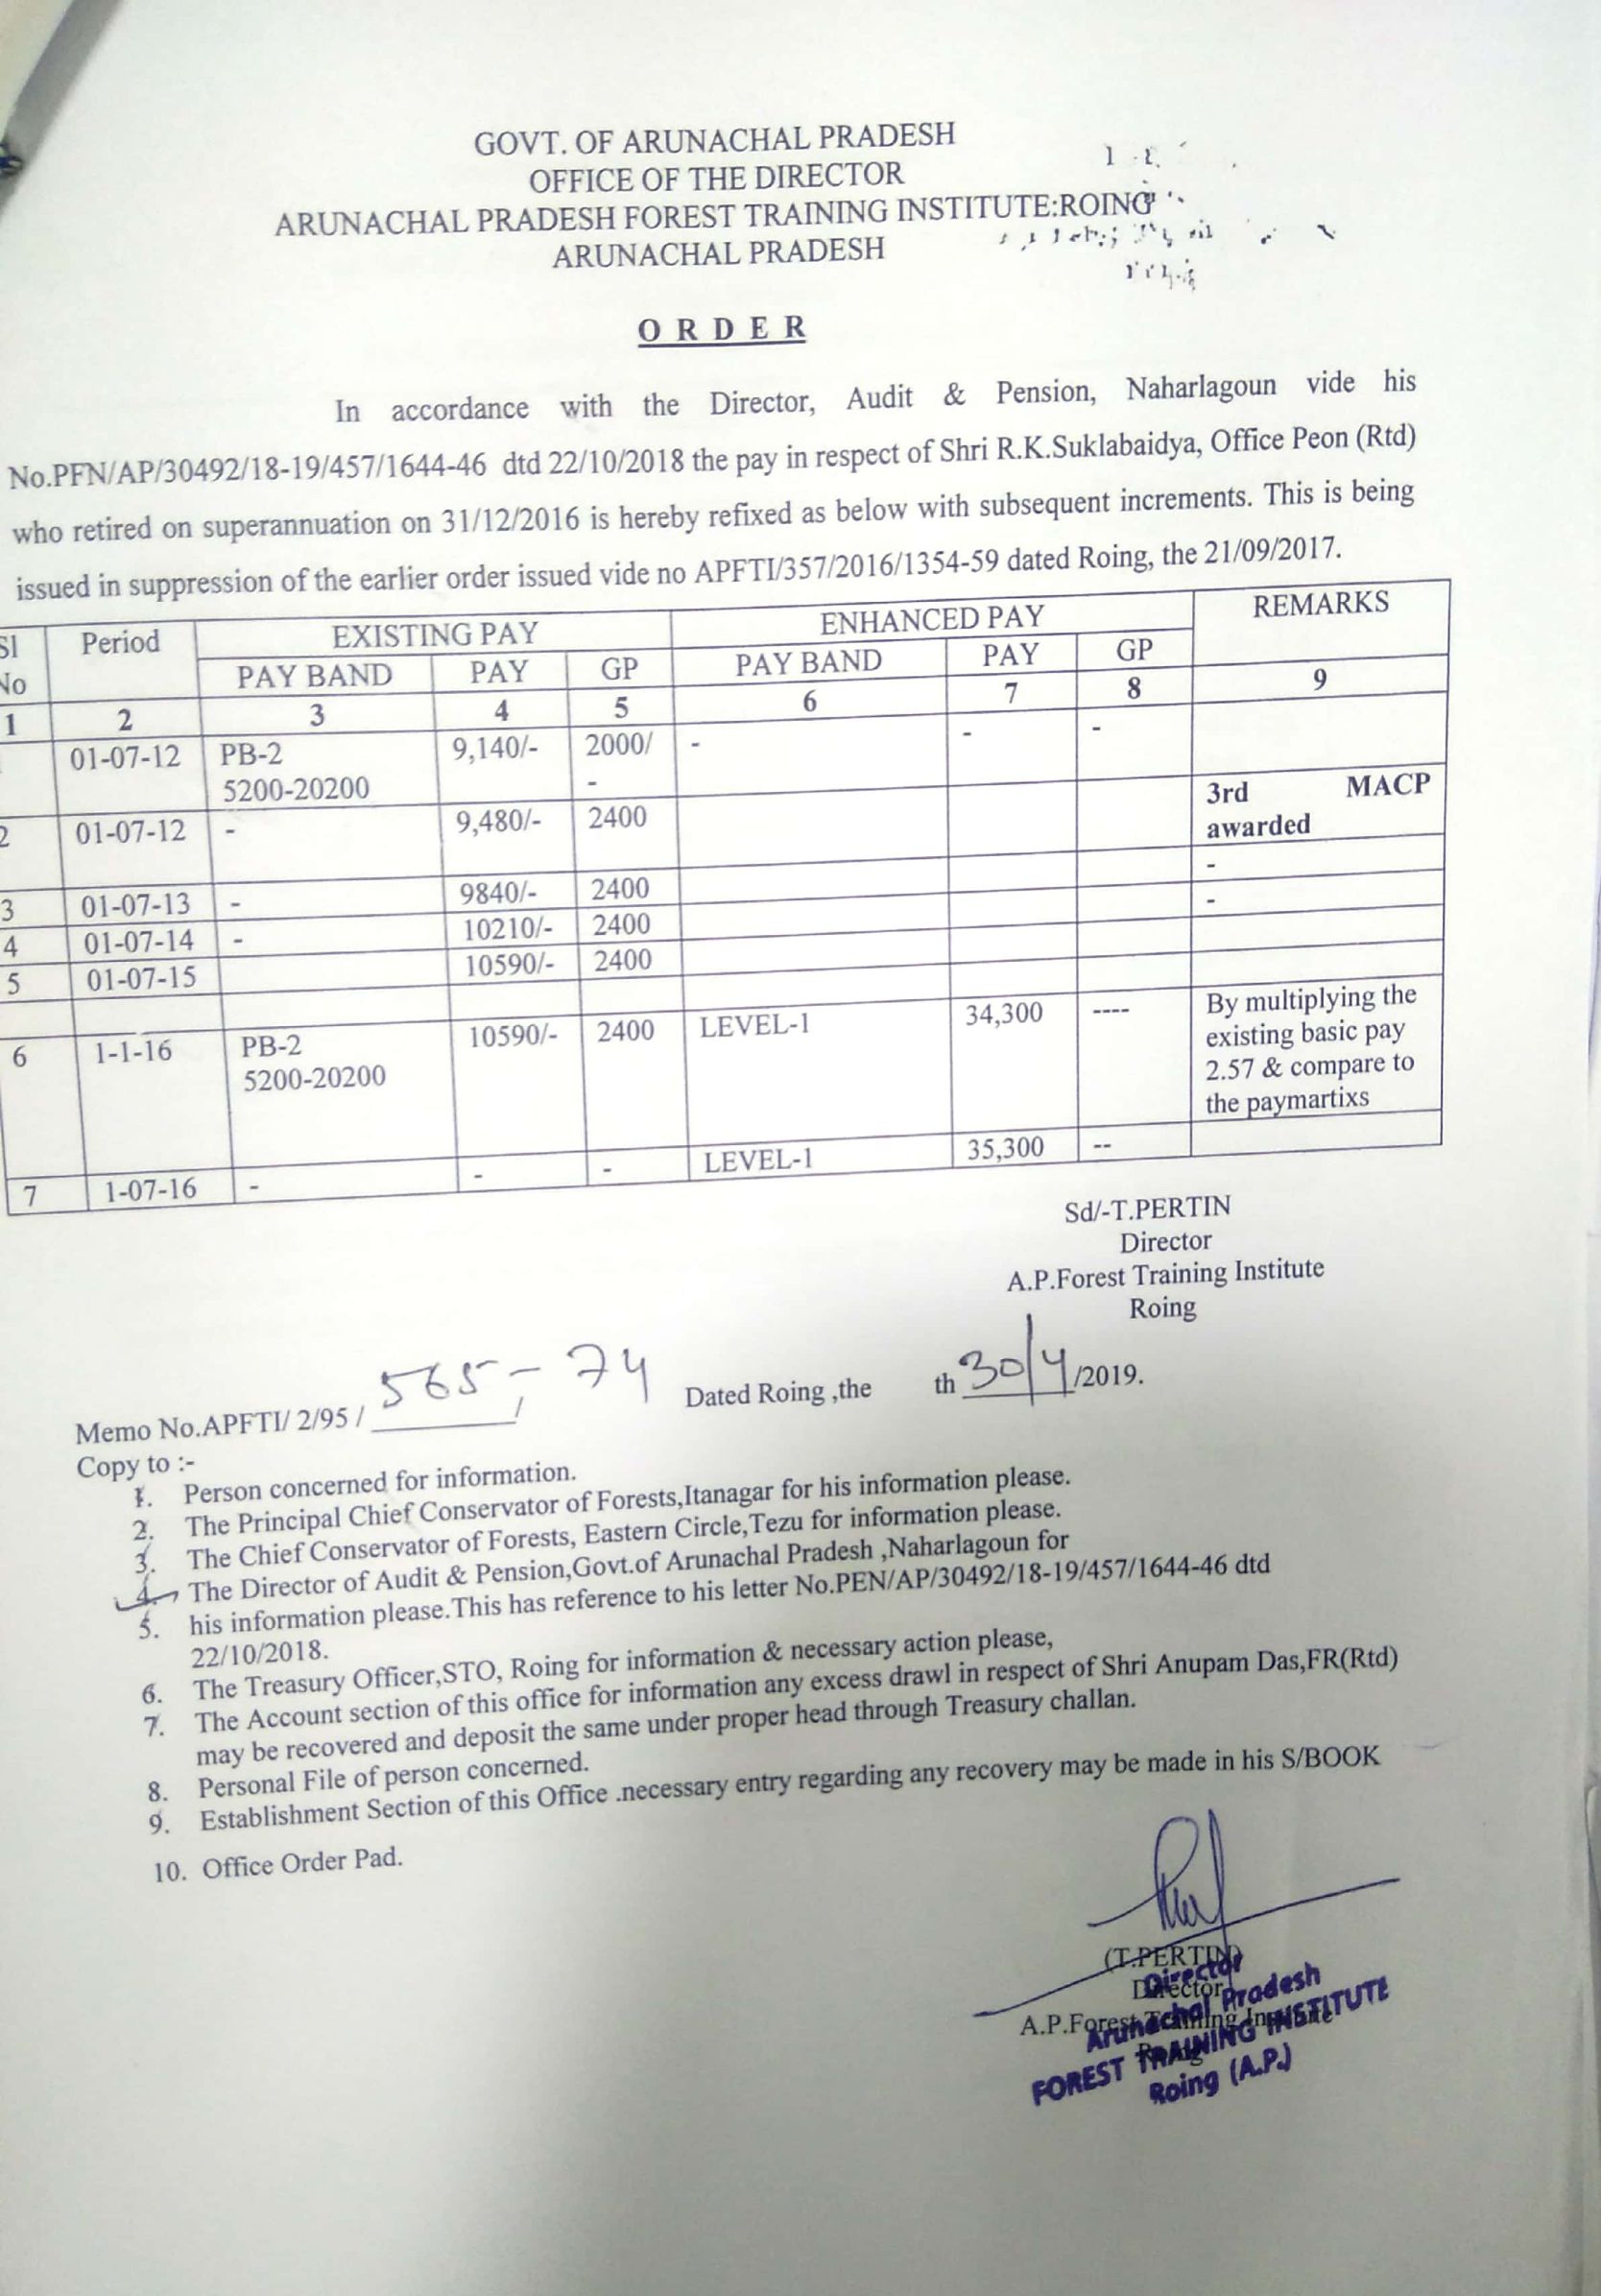 GOVT. OF ARUNACHAL PRADESH
OFFICE OF THE DIRECTOR
ARUNACHAL PRADESH FOREST TRAINING INSTITUTE:ROING
ARUNACHAL PRADESH
O R D E R
In accordance with the Director, Audit & Pension, Naharlagoun vide his
No.PFN/AP/30492/18-19/457/1644-46 dtd 22/10/2018 the pay in respect of Shri R.K.Suklabaidya, Office Peon (Rtd)
who retired on superannuation on 31/12/2016 is hereby refixed as below with subsequent increments. This is being
issued in suppression of the earlier order issued vide no APFTI/357/2016/1354-59 dated Roing, the 21/09/2017.
Sl No Period EXISTING PAY ENHANCED PAY REMARKS
PAY BAND PAY GP PAY BAND PAY GP
1 2 3 4 5 6 7 8 9
01-07-12 PB-2 9,140/- 2000/ - - -
5200-20200 -
2 01-07-12 - 9,480/- 2400 3rd MACP
awarded
3 01-07-13 - 9840/- 2400 -
4 01-07-14 - 10210/- 2400 -
5 01-07-15 10590/- 2400
6 1-1-16 PB-2 10590/- 2400 LEVEL-1 34,300 ---- By multiplying the
5200-20200 existing basic pay
2.57 & compare to
the paymartixs
7 1-07-16 - - - LEVEL-1 35,300 --
Sd/-T.PERTIN
Director
A.P.Forest Training Institute
Roing
Memo No.APFTI/ 2/95 / 565-74 Dated Roing ,the th 30/4/2019.
Copy to :-
1. Person concerned for information.
2. The Principal Chief Conservator of Forests,Itanagar for his information please.
3. The Chief Conservator of Forests, Eastern Circle,Tezu for information please.
4. The Director of Audit & Pension,Govt.of Arunachal Pradesh ,Naharlagoun for
5. his information please.This has reference to his letter No.PEN/AP/30492/18-19/457/1644-46 dtd
22/10/2018.
6. The Treasury Officer,STO, Roing for information & necessary action please,
7. The Account section of this office for information any excess drawl in respect of Shri Anupam Das,FR(Rtd)
may be recovered and deposit the same under proper head through Treasury challan.
8. Personal File of person concerned.
9. Establishment Section of this Office .necessary entry regarding any recovery may be made in his S/BOOK
10. Office Order Pad.
(T.PERTIN)
Director
A.P.Forest Training Institute
Roing
Director
Arunachal Pradesh
FOREST TRAINING INSTITUTE
Roing (A.P.)